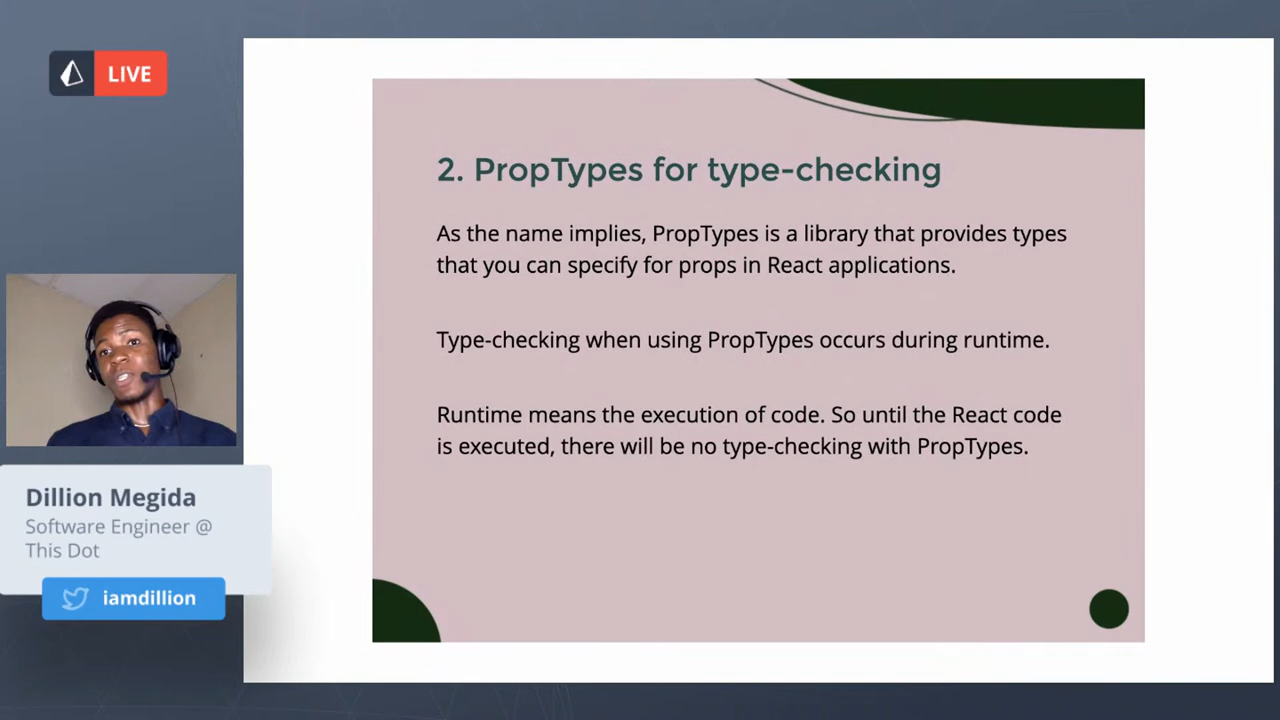 LIVE
2. PropTypes for type-checking
As the name implies, PropTypes is a library that provides types
that you can specify for props in React applications.
Type-checking when using PropTypes occurs during runtime.
Runtime means the execution of code. So until the React code
is executed, there will be no type-checking with PropTypes.
Dillion Megida
Software Engineer @
This Dot
iamdillion